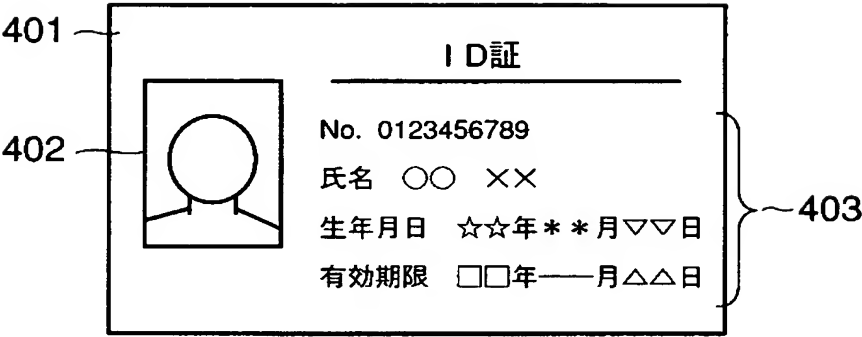 401
ID証
402
No. 0123456789
氏名 ○○ ××
生年月日 ☆☆年**月▽▽日
有効期限 □□年――月△△日
403